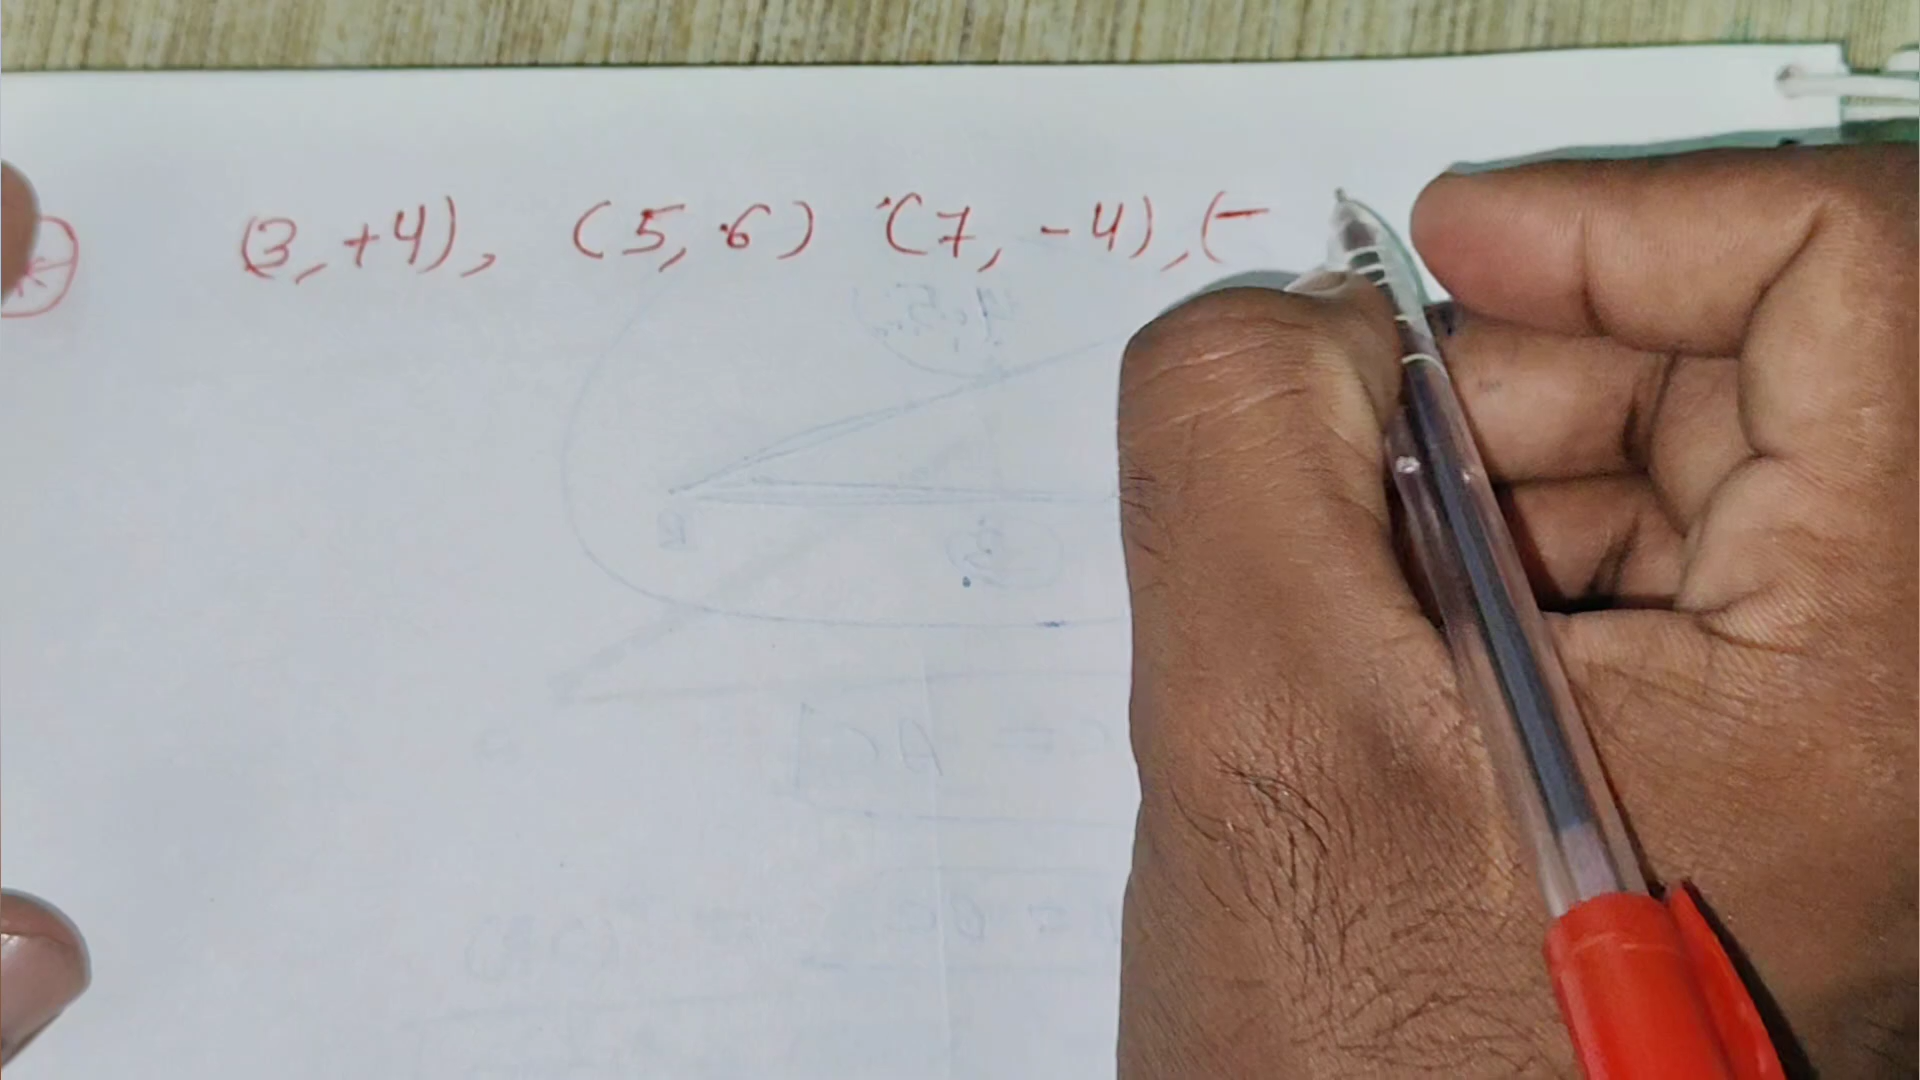 (3, +4), (5, 6) (7, -4), (-